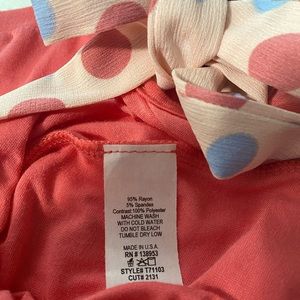 95% Rayon
5% Spandex
Contrast:100% Polyester
MACHINE WASH
WITH COLD WATER
DO NOT BLEACH
TUMBLE DRY LOW
MADE IN U.S.A.
RN # 138953
STYLE# T71103
CUT# 2131